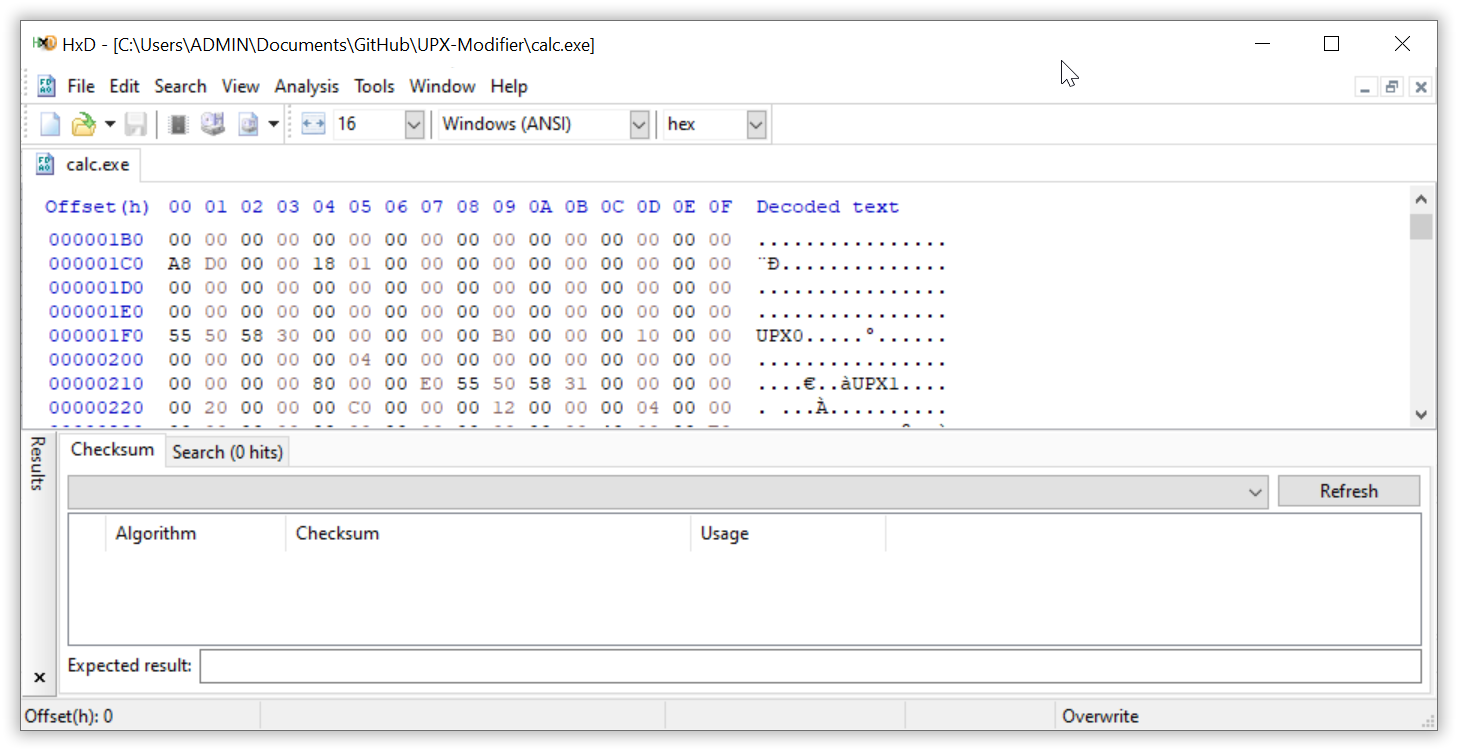 HxD - [C:\Users\ADMIN\Documents\GitHub\UPX-Modifier\calc.exe]
File Edit Search View Analysis Tools Window Help
16 Windows (ANSI) hex
calc.exe
Offset(h) 00 01 02 03 04 05 06 07 08 09 0A 0B 0C 0D 0E 0F Decoded text
000001B0 00 00 00 00 00 00 00 00 00 00 00 00 00 00 00 00 ................
000001C0 A8 D0 00 00 18 01 00 00 00 00 00 00 00 00 00 00 ¨Ð..............
000001D0 00 00 00 00 00 00 00 00 00 00 00 00 00 00 00 00 ................
000001E0 00 00 00 00 00 00 00 00 00 00 00 00 00 00 00 00 ................
000001F0 55 50 58 30 00 00 00 00 00 B0 00 00 00 10 00 00 UPX0.....°......
00000200 00 00 00 00 00 04 00 00 00 00 00 00 00 00 00 00 ................
00000210 00 00 00 00 80 00 00 E0 55 50 58 31 00 00 00 00 ....€..àUPX1....
00000220 00 20 00 00 00 C0 00 00 00 12 00 00 00 04 00 00 . ...À..........
Results
Checksum Search (0 hits)
Refresh
Algorithm Checksum Usage
Expected result:
Offset(h): 0 Overwrite